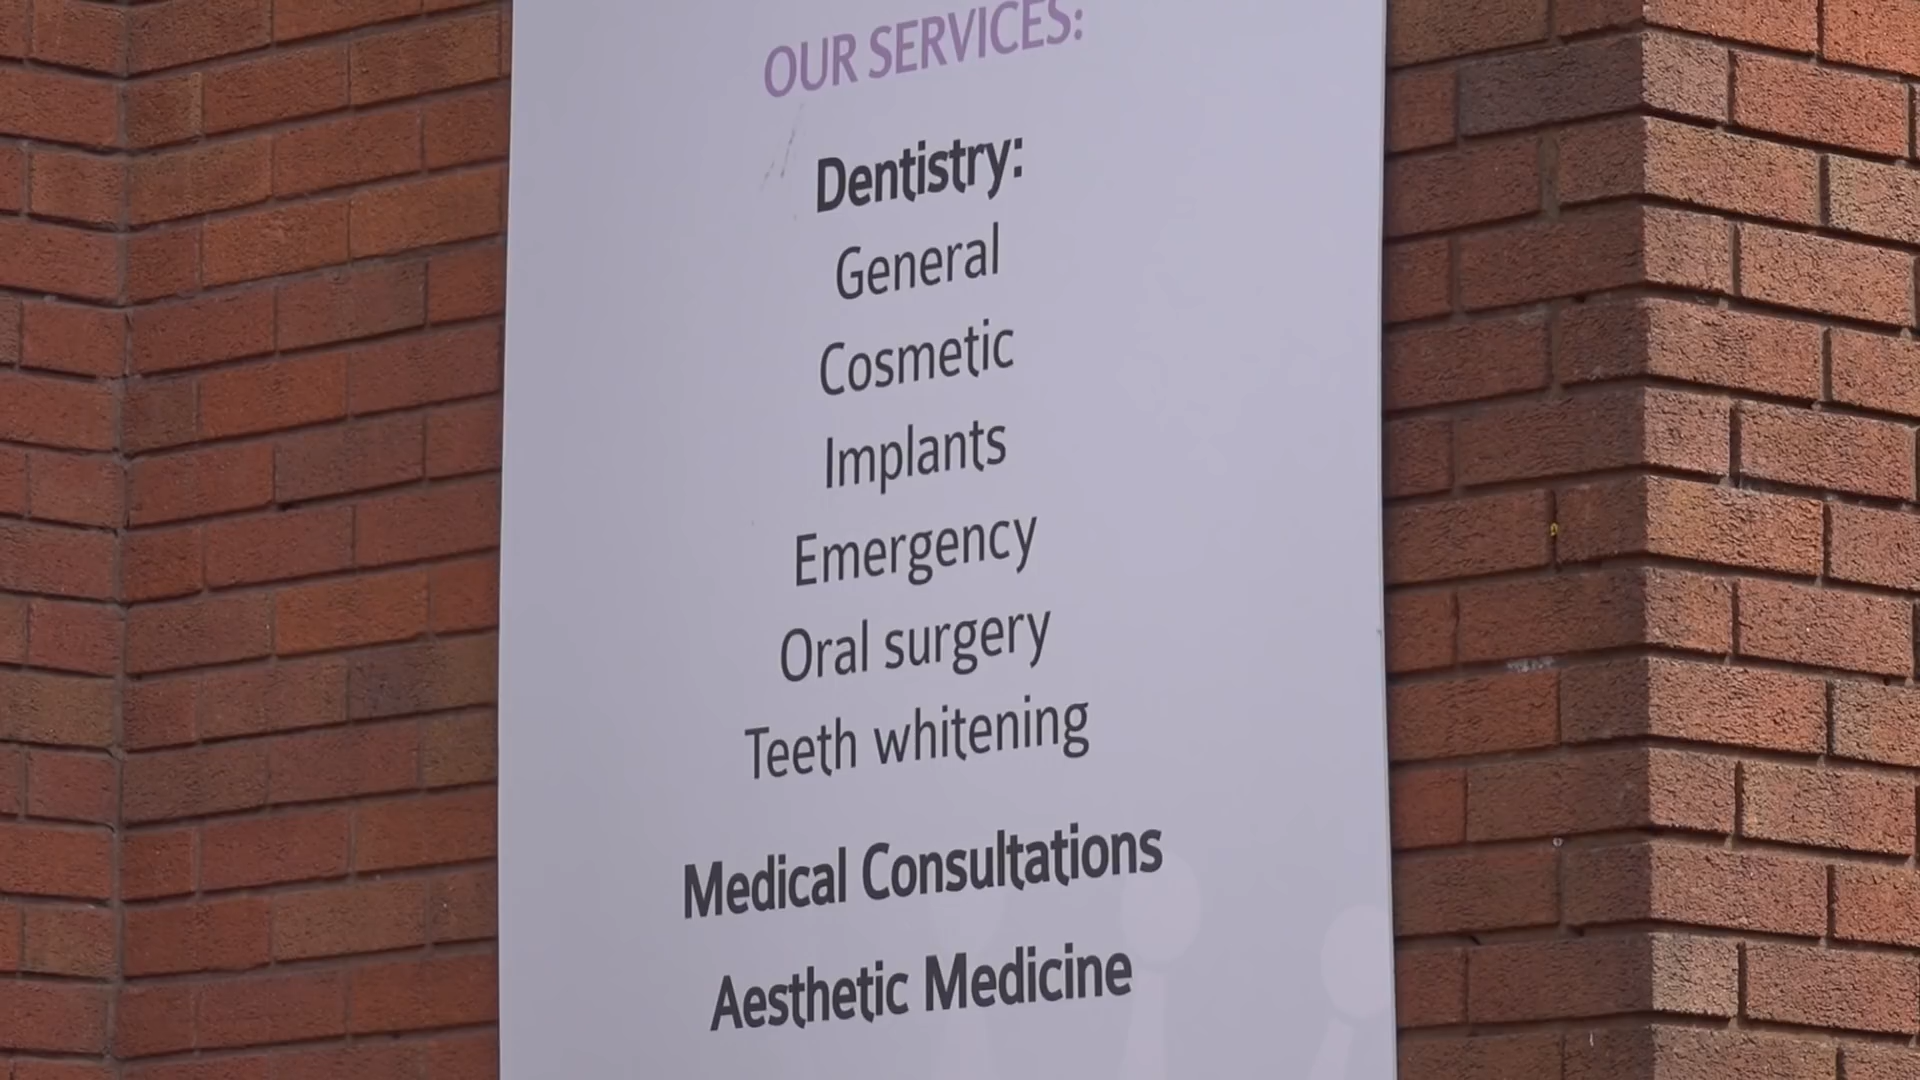 OUR SERVICES:
Dentistry:
General
Cosmetic
Implants
Emergency
Oral surgery
Teeth whitening
Medical Consultations
Aesthetic Medicine